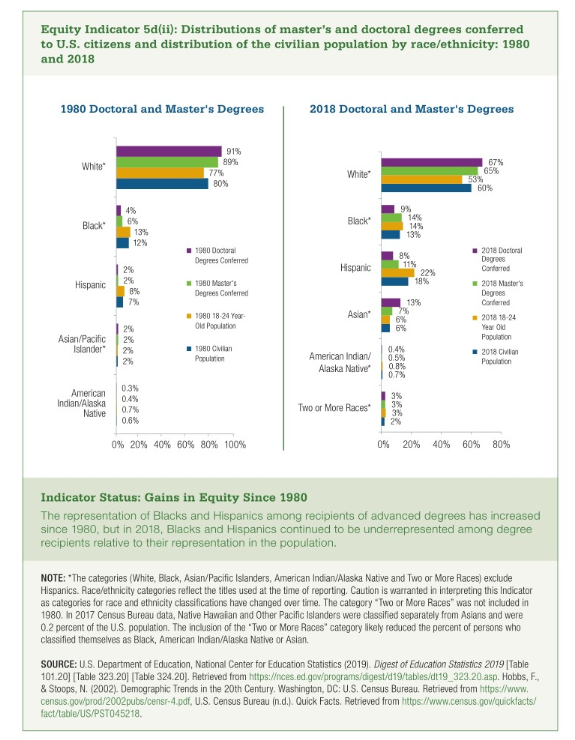 Equity Indicator 5d(ii): Distributions of master's and doctoral degrees conferred
to U.S. citizens and distribution of the civilian population by race/ethnicity: 1980
and 2018
1980 Doctoral and Master's Degrees
White*
91%
89%
77%
80%
Black*
4%
6%
13%
12%
Hispanic
2%
2%
8%
7%
Asian/Pacific
Islander*
2%
2%
2%
2%
American
Indian/Alaska
Native
0.3%
0.4%
0.7%
0.6%
0% 20% 40% 60% 80% 100%
1980 Doctoral
Degrees Conferred
1980 Master's
Degrees Conferred
1980 18-24 Year-
Old Population
1980 Civilian
Population
2018 Doctoral and Master's Degrees
White*
67%
65%
53%
60%
Black*
9%
14%
14%
13%
Hispanic
8%
11%
22%
18%
Asian*
13%
7%
6%
6%
American Indian/
Alaska Native*
0.4%
0.5%
0.8%
0.7%
Two or More Races*
3%
3%
3%
2%
0% 20% 40% 60% 80%
2018 Doctoral
Degrees
Conferred
2018 Master's
Degrees
Conferred
2018 18-24
Year Old
Population
2018 Civilian
Population
Indicator Status: Gains in Equity Since 1980
The representation of Blacks and Hispanics among recipients of advanced degrees has increased
since 1980, but in 2018, Blacks and Hispanics continued to be underrepresented among degree
recipients relative to their representation in the population.
NOTE: *The categories (White, Black, Asian/Pacific Islanders, American Indian/Alaska Native and Two or More Races) exclude
Hispanics. Race/ethnicity categories reflect the titles used at the time of reporting. Caution is warranted in interpreting this Indicator
as categories for race and ethnicity classifications have changed over time. The category "Two or More Races" was not included in
1980. In 2017 Census Bureau data, Native Hawaiian and Other Pacific Islanders were classified separately from Asians and were
0.2 percent of the U.S. population. The inclusion of the "Two or More Races" category likely reduced the percent of persons who
classified themselves as Black, American Indian/Alaska Native or Asian.
SOURCE: U.S. Department of Education, National Center for Education Statistics (2019). Digest of Education Statistics 2019 [Table
101.20] [Table 323.20] [Table 324.20]. Retrieved from https://nces.ed.gov/programs/digest/d19/tables/dt19_323.20.asp. Hobbs, F.,
& Stoops, N. (2002). Demographic Trends in the 20th Century. Washington, DC: U.S. Census Bureau. Retrieved from https://www.
census.gov/prod/2002pubs/censr-4.pdf, U.S. Census Bureau (n.d.). Quick Facts. Retrieved from https://www.census.gov/quickfacts/
fact/table/US/PST045218.